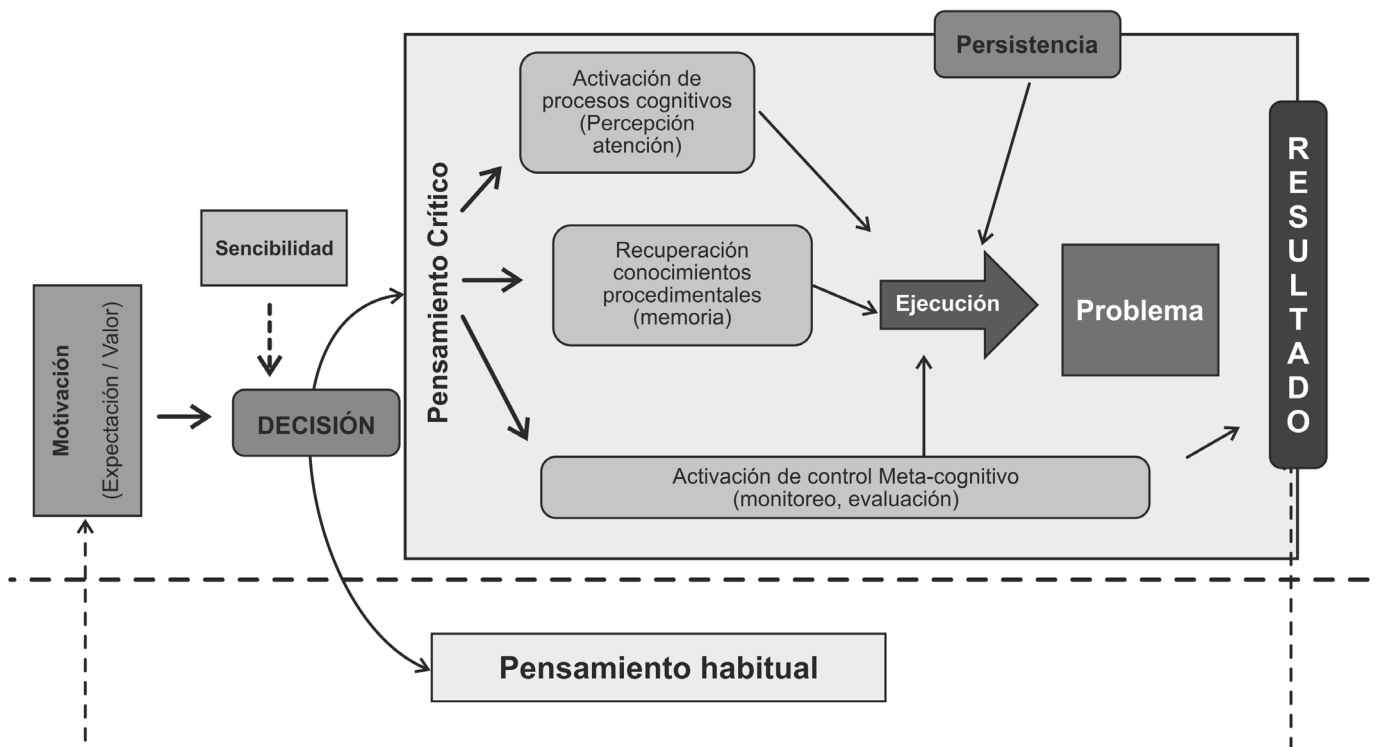 Persistencia
Activación de
procesos cognitivos
(Percepción
atención)
RESULTADO
Pensamiento Crítico
Sencibilidad
Recuperación
conocimientos
procedimentales
(memoria)
Motivación
(Expectación / Valor)
Ejecución
Problema
DECISIÓN
Activación de control Meta-cognitivo
(monitoreo, evaluación)
Pensamiento habitual